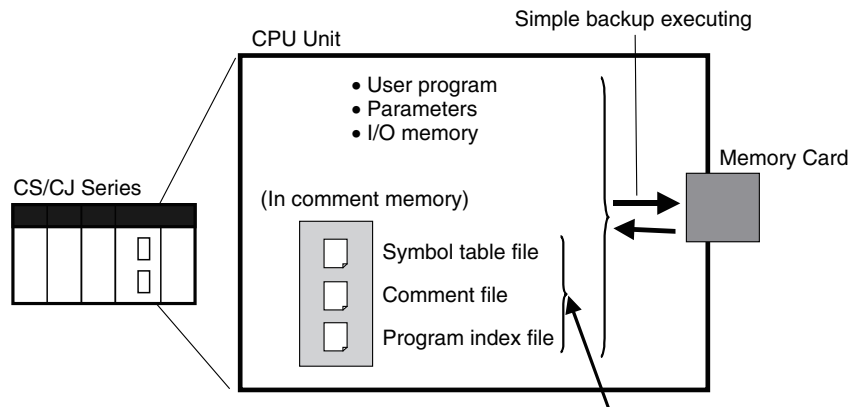 Simple backup executing
CPU Unit
• User program
• Parameters
• I/O memory
Memory Card
CS/CJ Series
(In comment memory)
Symbol table file
Comment file
Program index file